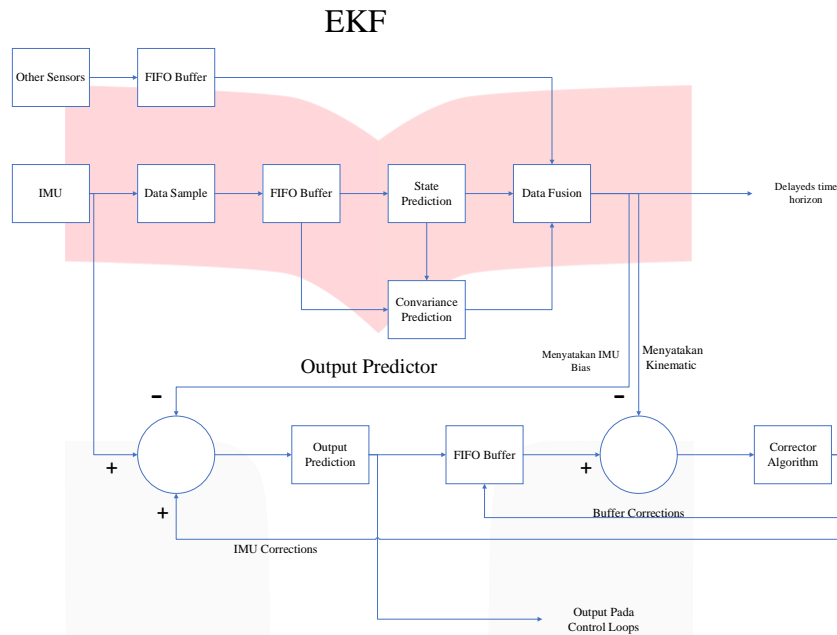 EKF
Other Sensors
FIFO Buffer
IMU
Data Sample
FIFO Buffer
State
Prediction
Data Fusion
Delayeds time
horizon
Convariance
Prediction
Menyatakan IMU
Bias
Menyatakan
Kinematic
Output Predictor
-
-
Output
Prediction
FIFO Buffer
Corrector
Algorithm
+
+
+
Buffer Corrections
IMU Corrections
Output Pada
Control Loops